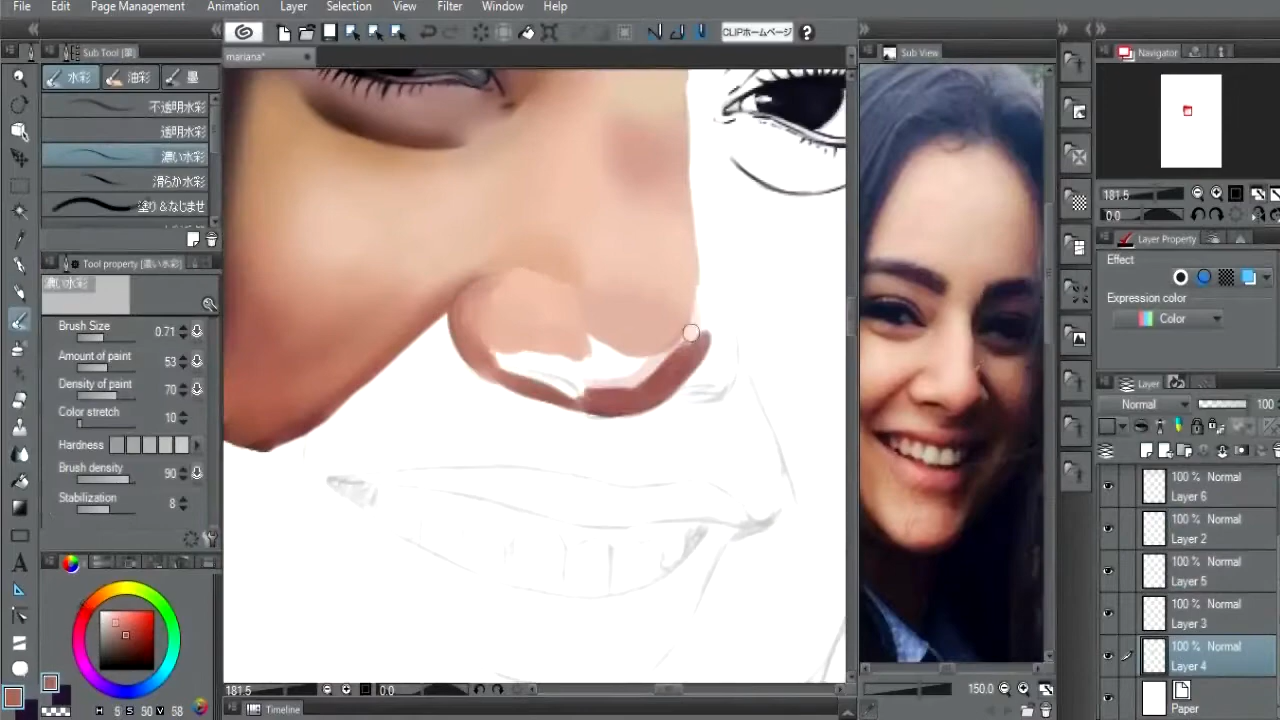 File Edit Page Management Animation Layer Selection View Filter Window Help
CLIPホームページ
Sub Tool [筆]
mariana*
Sub View
Navigator
水彩 油彩 墨
不透明水彩
透明水彩
濃い水彩
滑らか水彩
塗り&なじませ
181.5
0.0
Layer Property
Effect
Expression color
Color
Tool property [濃い水彩]
濃い水彩
Brush Size 0.71
Amount of paint 53
Density of paint 70
Color stretch 10
Hardness
Brush density 90
Stabilization 8
Layer
Normal 100
100 % Normal
Layer 6
100 % Normal
Layer 2
100 % Normal
Layer 5
100 % Normal
Layer 3
100 % Normal
Layer 4
Paper
181.5 0.0
150.0
Timeline
H 5 S 50 V 58